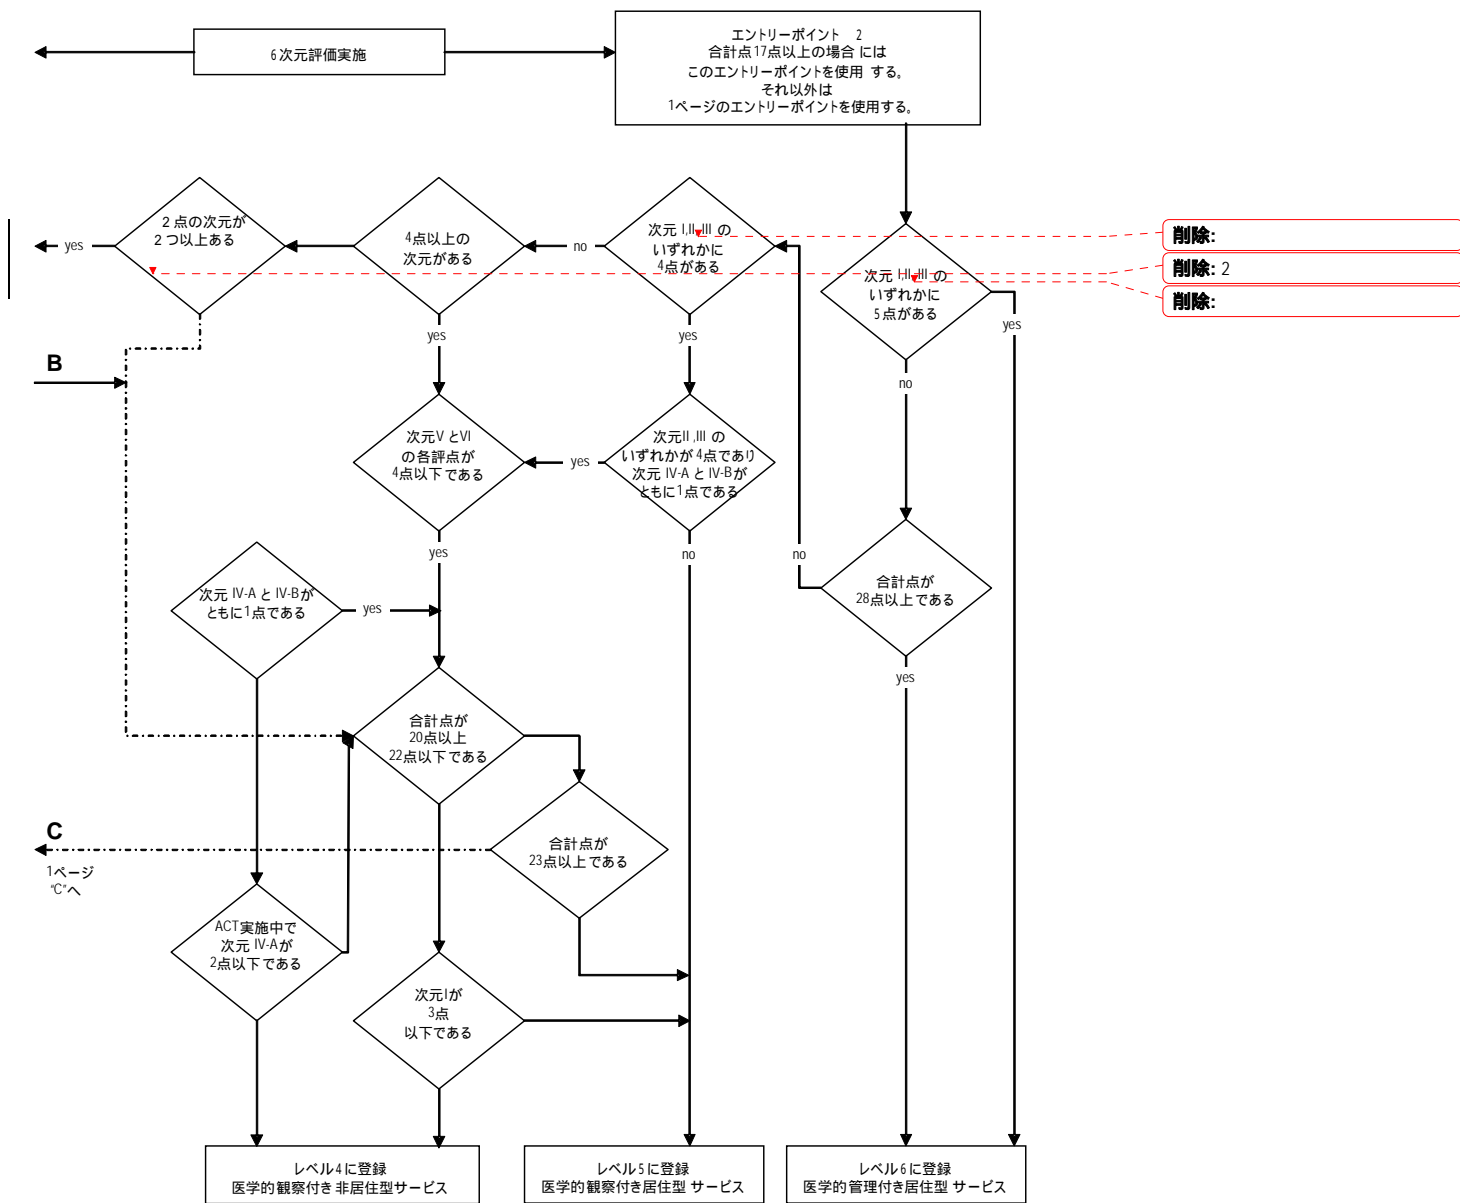 6次元評価実施
エントリーポイント 2
合計点17点以上の場合には
このエントリーポイントを使用する。
それ以外は
1ページのエントリーポイントを使用する。
2点の次元が
2つ以上ある
yes
4点以上の
次元がある
no
次元 I,II,III の
いずれかに
4点がある
次元 I,II,III の
いずれかに
5点がある
削除:
削除: 2
削除:
yes
yes
yes
no
B
次元V とVI
の各評点が
4点以下である
yes
次元II,III の
いずれかが4点であり
次元 IV-A と IV-Bが
ともに1点である
yes
no
no
次元 IV-A と IV-Bが
ともに1点である
yes
合計点が
28点以上である
yes
合計点が
20点以上
22点以下である
合計点が
23点以上である
C
1ページ
"C"へ
ACT実施中で
次元 IV-Aが
2点以下である
次元Iが
3点
以下である
レベル4に登録
医学的観察付き非居住型サービス
レベル5に登録
医学的観察付き居住型 サービス
レベル6に登録
医学的管理付き居住型 サービス